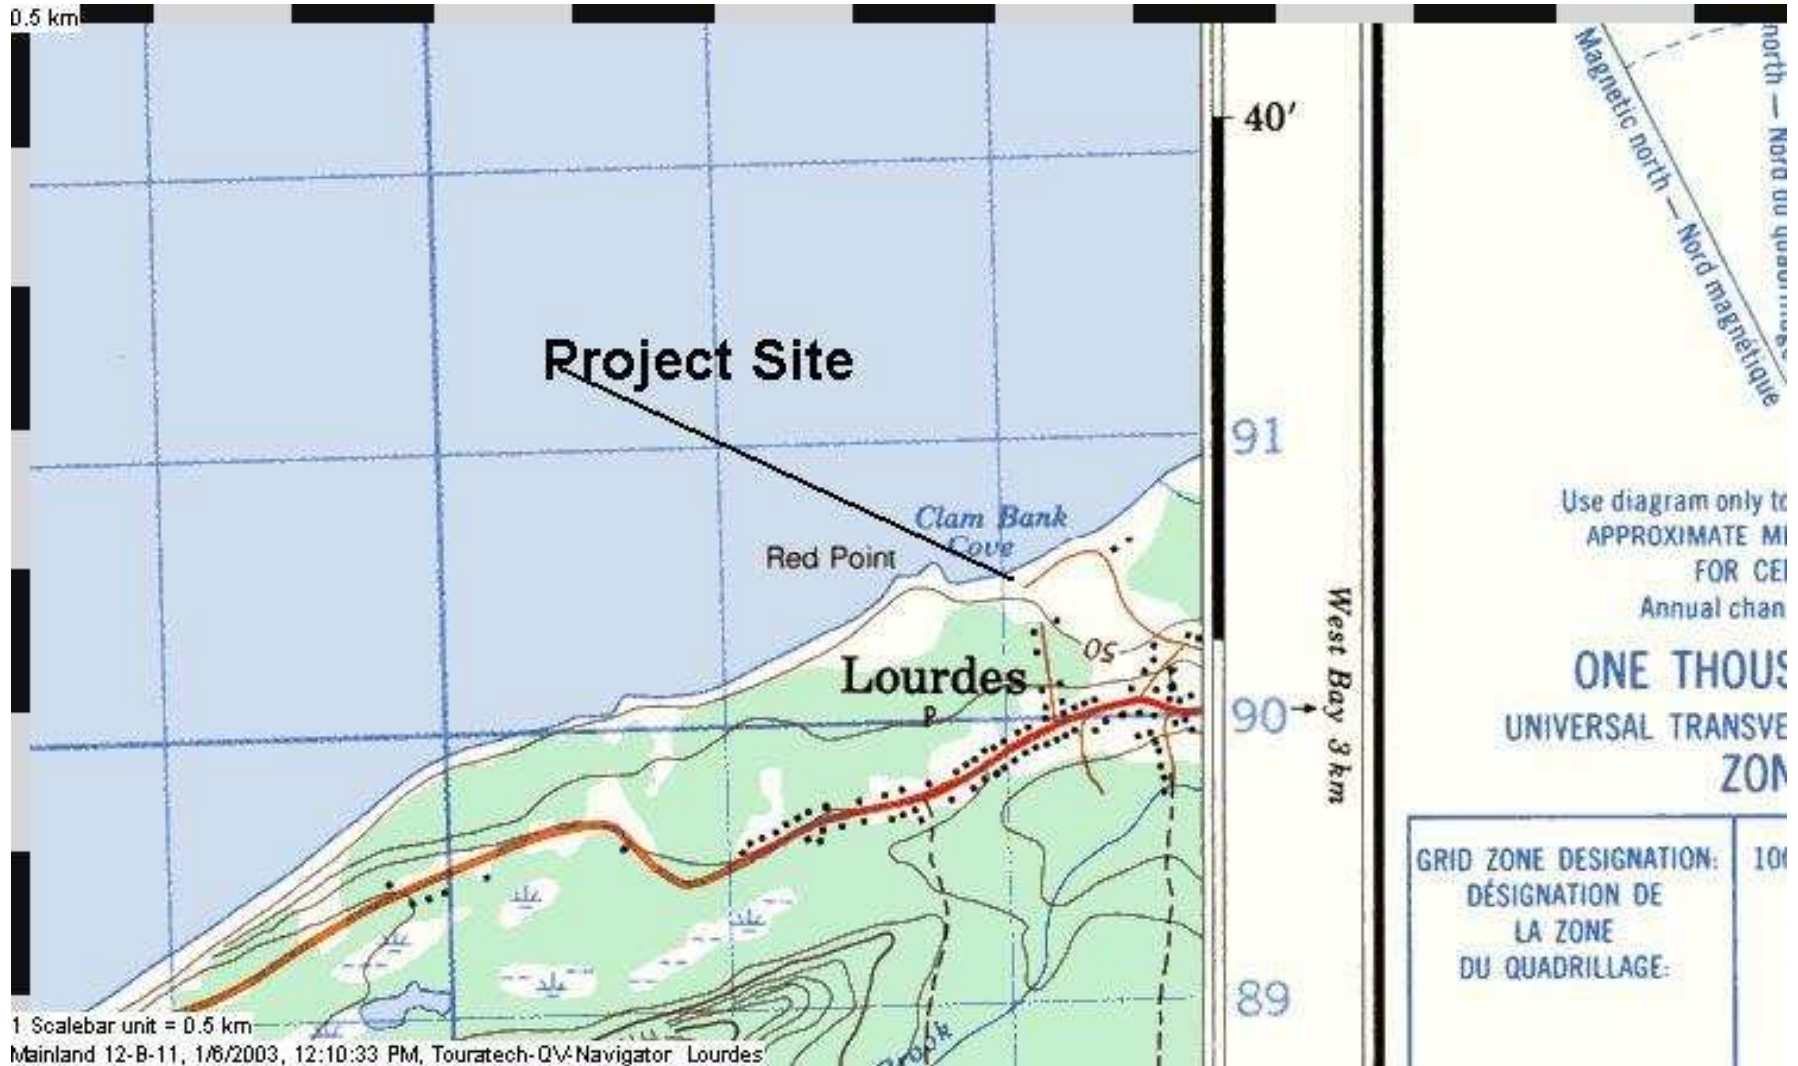 0.5 km
40'
Magnetic north — Nord magnétique
north — Nord du quadrillage
Project Site
91
Clam Bank
Cove
Red Point
Use diagram only to
APPROXIMATE ME
FOR CE
Annual chan
50
Lourdes
P
90
West Bay 3 km
ONE THOUS
UNIVERSAL TRANSVE
ZON
GRID ZONE DESIGNATION:
DÉSIGNATION DE
LA ZONE
DU QUADRILLAGE:
100
89
Brook
1 Scalebar unit = 0.5 km
Mainland 12-B-11, 1/6/2003, 12:10:33 PM, Touratech-QV-Navigator Lourdes